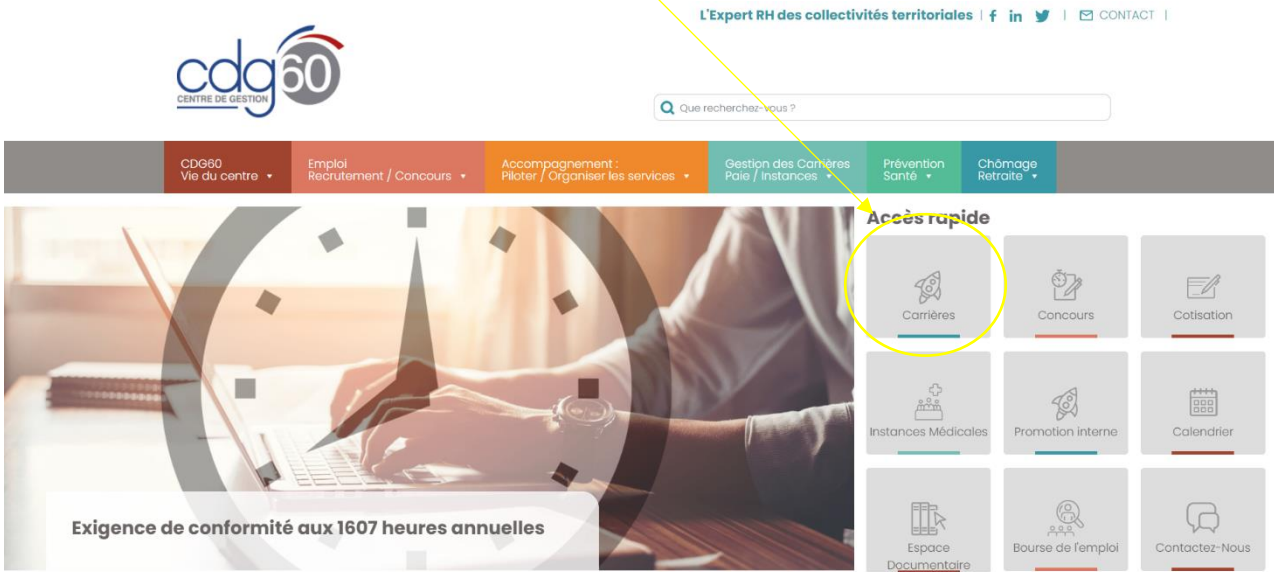 L'Expert RH des collectivités territoriales | f in | CONTACT |
cdg60
CENTRE DE GESTION
Que recherchez-vous ?
CDG60
Vie du centre
Emploi
Recrutement / Concours
Accompagnement :
Piloter / Organiser les services
Gestion des Carrières
Paie / Instances
Prévention
Santé
Chômage
Retraite
Accès rapide
Carrières
Concours
Cotisation
Instances Médicales
Promotion interne
Calendrier
Espace
Documentaire
Bourse de l'emploi
Contactez-Nous
Exigence de conformité aux 1607 heures annuelles